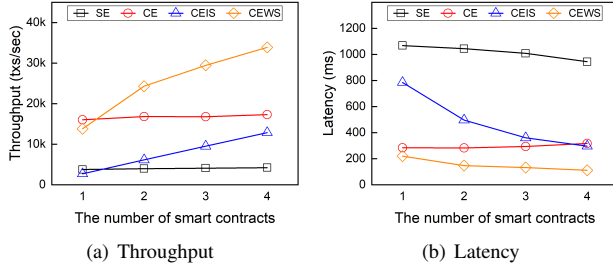 SE CE CEIS CEWS
40k
30k
20k
10k
0
Throughput (txs/sec)
1 2 3 4
The number of smart contracts
(a) Throughput
SE CE CEIS CEWS
1200
1000
800
600
400
200
0
Latency (ms)
1 2 3 4
The number of smart contracts
(b) Latency